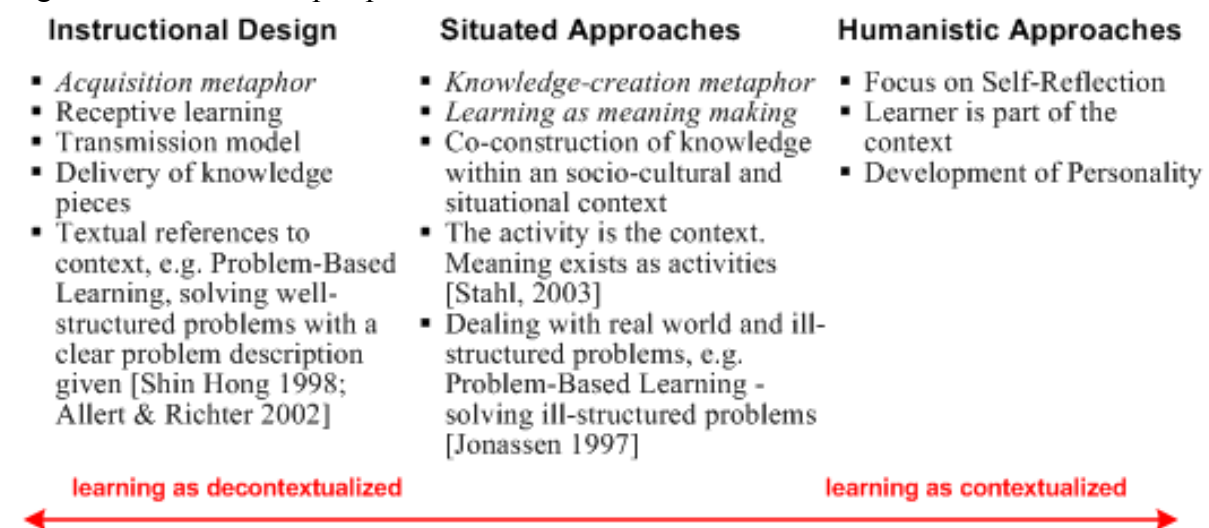 Instructional Design
▪ Acquisition metaphor
▪ Receptive learning
▪ Transmission model
▪ Delivery of knowledge
pieces
▪ Textual references to
context, e.g. Problem-Based
Learning, solving well-
structured problems with a
clear problem description
given [Shin Hong 1998;
Allert & Richter 2002]
Situated Approaches
▪ Knowledge-creation metaphor
▪ Learning as meaning making
▪ Co-construction of knowledge
within an socio-cultural and
situational context
▪ The activity is the context.
Meaning exists as activities
[Stahl, 2003]
▪ Dealing with real world and ill-
structured problems, e.g.
Problem-Based Learning -
solving ill-structured problems
[Jonassen 1997]
Humanistic Approaches
▪ Focus on Self-Reflection
▪ Learner is part of the
context
▪ Development of Personality
learning as decontextualized
learning as contextualized